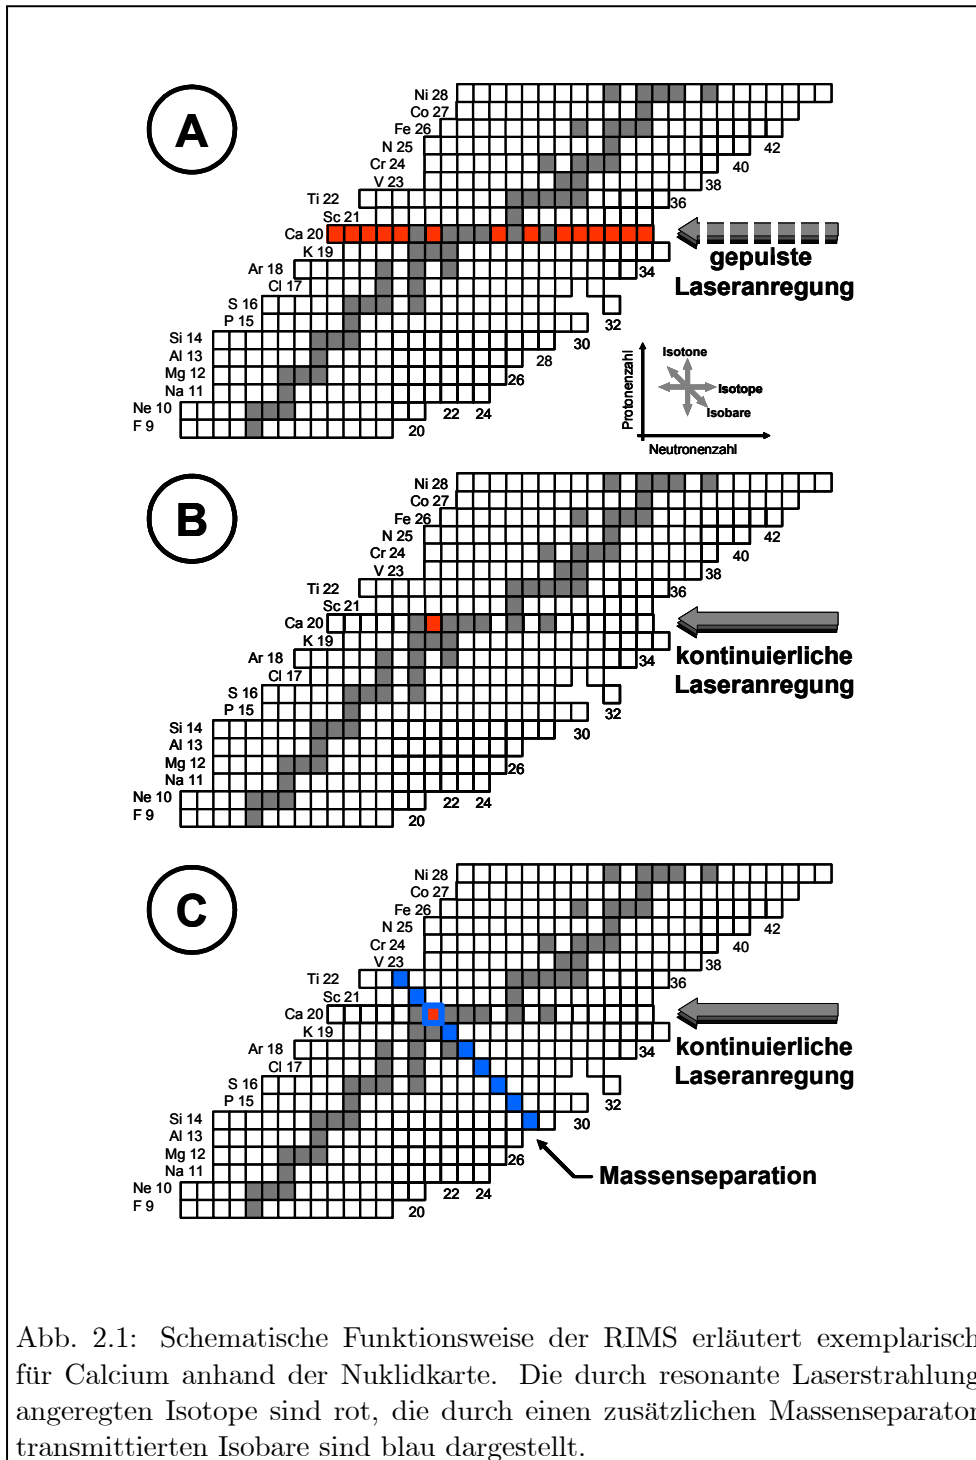 A
Ni 28
Co 27
Fe 26
N 25
Cr 24
V 23
Ti 22
Sc 21
Ca 20
K 19
Ar 18
Cl 17
S 16
P 15
Si 14
Al 13
Mg 12
Na 11
Ne 10
F 9
42
40
38
36
34
32
30
28
26
24
22
20
gepulste
Laseranregung
Protonenzahl
Isotone
Isotope
Isobare
Neutronenzahl
B
Ni 28
Co 27
Fe 26
N 25
Cr 24
V 23
Ti 22
Sc 21
Ca 20
K 19
Ar 18
Cl 17
S 16
P 15
Si 14
Al 13
Mg 12
Na 11
Ne 10
F 9
42
40
38
36
34
32
30
26
24
22
20
kontinuierliche
Laseranregung
C
Ni 28
Co 27
Fe 26
N 25
Cr 24
V 23
Ti 22
Sc 21
Ca 20
K 19
Ar 18
Cl 17
S 16
P 15
Si 14
Al 13
Mg 12
Na 11
Ne 10
F 9
42
40
38
36
34
32
30
26
24
22
20
kontinuierliche
Laseranregung
Massenseparation
Abb. 2.1: Schematische Funktionsweise der RIMS erläutert exemplarisch
für Calcium anhand der Nuklidkarte. Die durch resonante Laserstrahlung
angeregten Isotope sind rot, die durch einen zusätzlichen Massenseparator
transmittierten Isobare sind blau dargestellt.